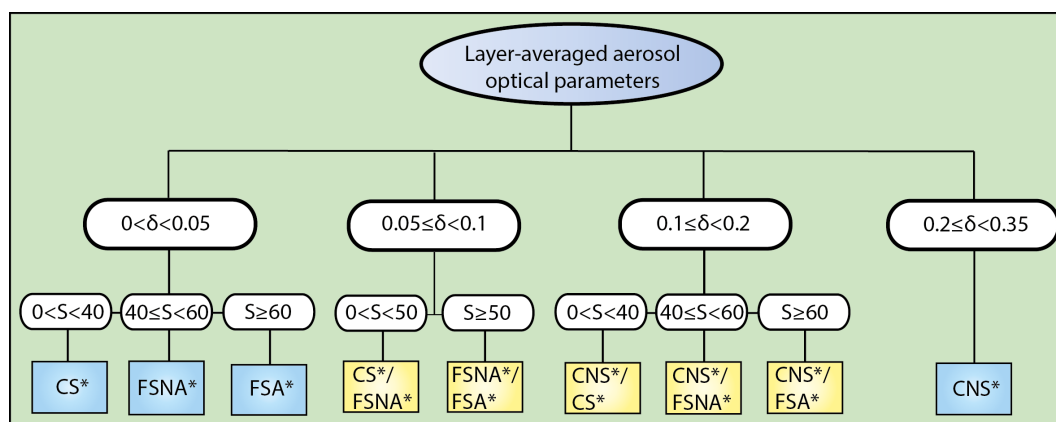 Layer-averaged aerosol
optical parameters
0<δ<0.05
0.05≤δ<0.1
0.1≤δ<0.2
0.2≤δ<0.35
0<S<40
40≤S<60
S≥60
0<S<50
S≥50
0<S<40
40≤S<60
S≥60
CS*
FSNA*
FSA*
CS*/
FSNA*
FSNA*/
FSA*
CNS*/
CS*
CNS*/
FSNA*
CNS*/
FSA*
CNS*